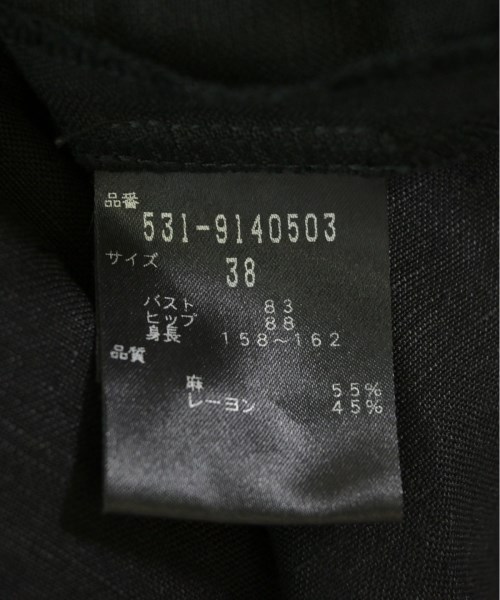 品番
531-9140503
サイズ
38
バスト 83
ヒップ 88
身長 158～162
品質
麻 55%
レーヨン 45%